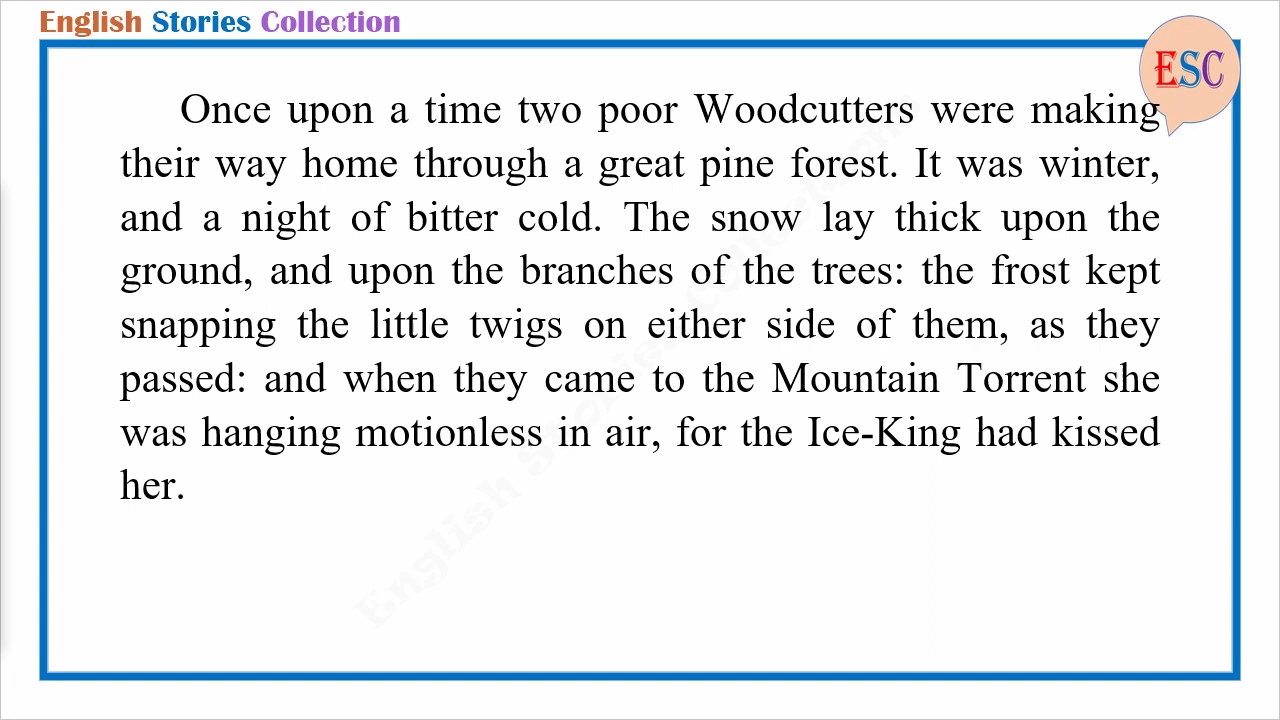 English Stories Collection
ESC
Once upon a time two poor Woodcutters were making
their way home through a great pine forest. It was winter,
and a night of bitter cold. The snow lay thick upon the
ground, and upon the branches of the trees: the frost kept
snapping the little twigs on either side of them, as they
passed: and when they came to the Mountain Torrent she
was hanging motionless in air, for the Ice-King had kissed
her.
English Stories Collection